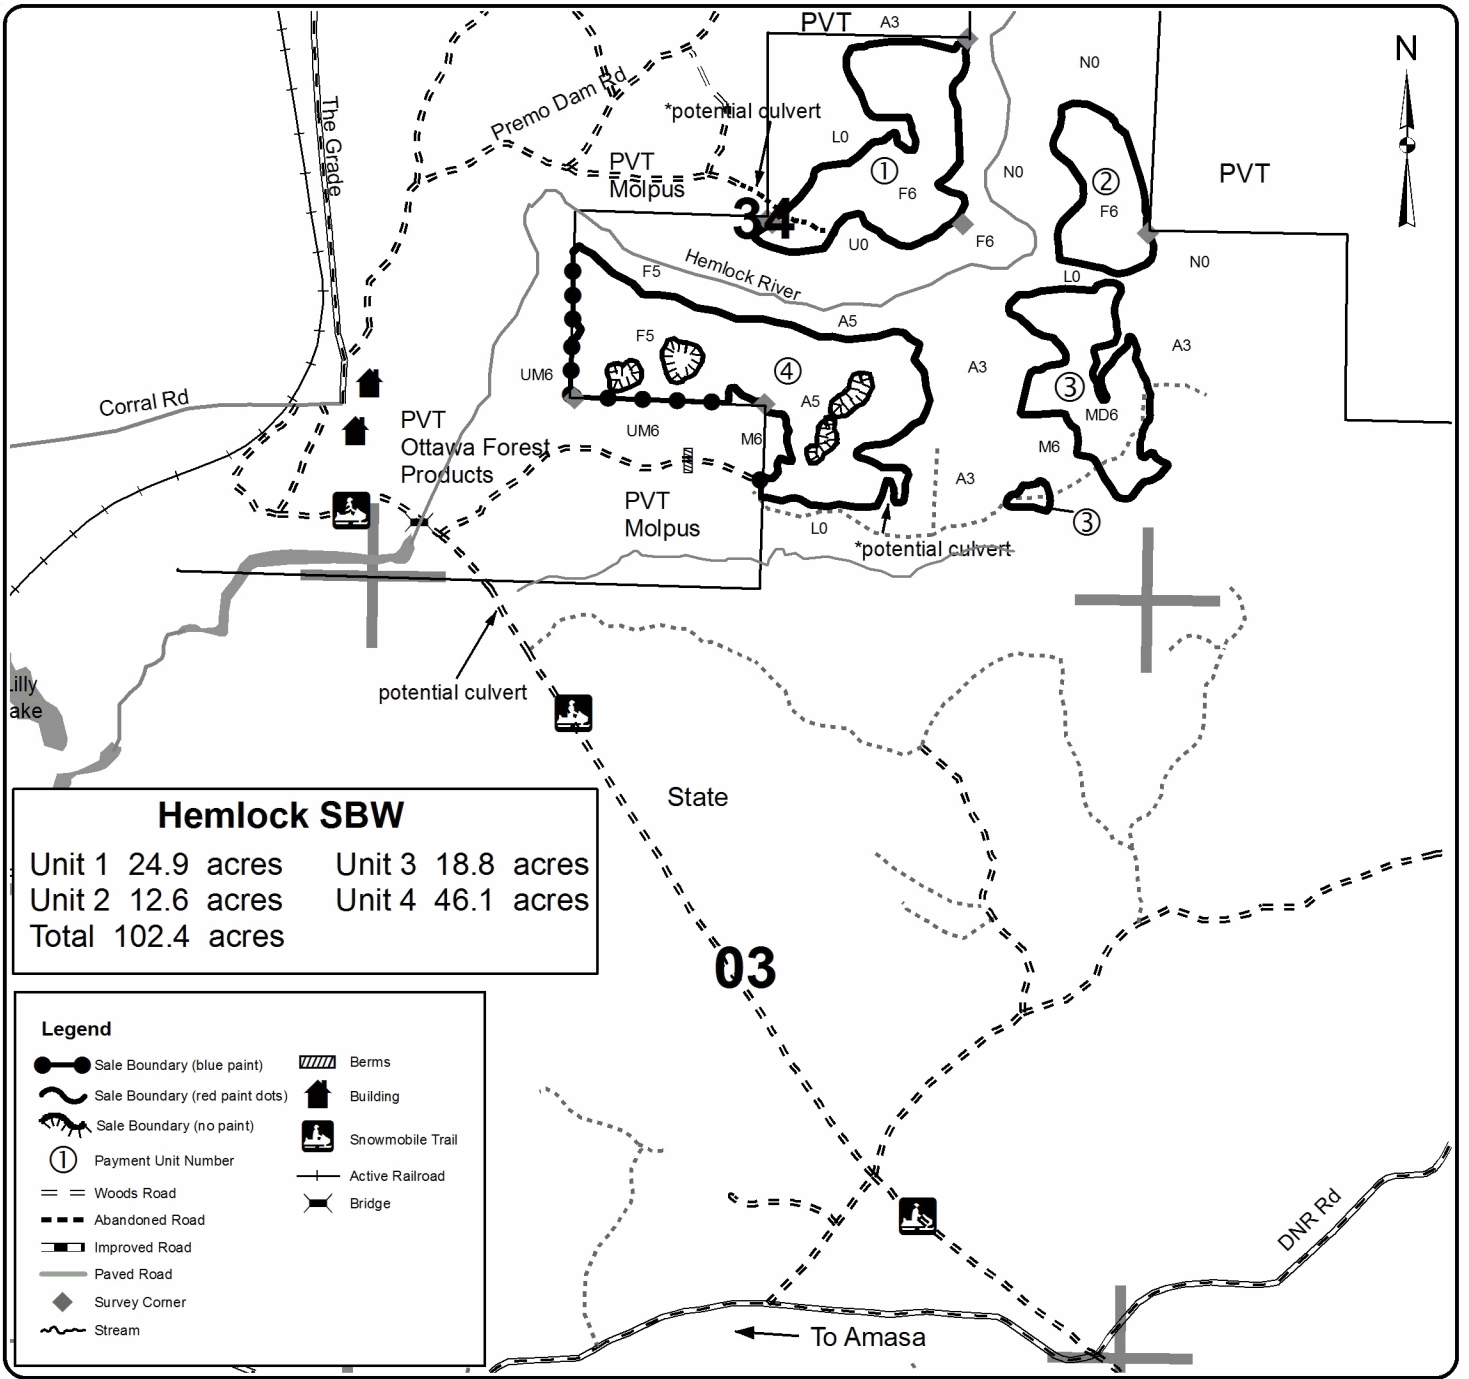 PVT
A3
N
N0
The Grade
Premo Dam Rd
*potential culvert
L0
PVT
Molpus
1
F6
N0
2
F6
PVT
34
U0
F6
N0
L0
Hemlock River
F5
A5
F5
UM6
4
A3
A3
3
A5
MD6
Corral Rd
PVT
Ottawa Forest
Products
UM6
M6
M6
A3
PVT
Molpus
L0
3
*potential culvert
illy
ake
potential culvert
State
Hemlock SBW
Unit 1 24.9 acres Unit 3 18.8 acres
Unit 2 12.6 acres Unit 4 46.1 acres
Total 102.4 acres
03
Legend
Sale Boundary (blue paint)
Sale Boundary (red paint dots)
Sale Boundary (no paint)
1 Payment Unit Number
Woods Road
Abandoned Road
Improved Road
Paved Road
Survey Corner
Stream
Berms
Building
Snowmobile Trail
Active Railroad
Bridge
DNR Rd
To Amasa